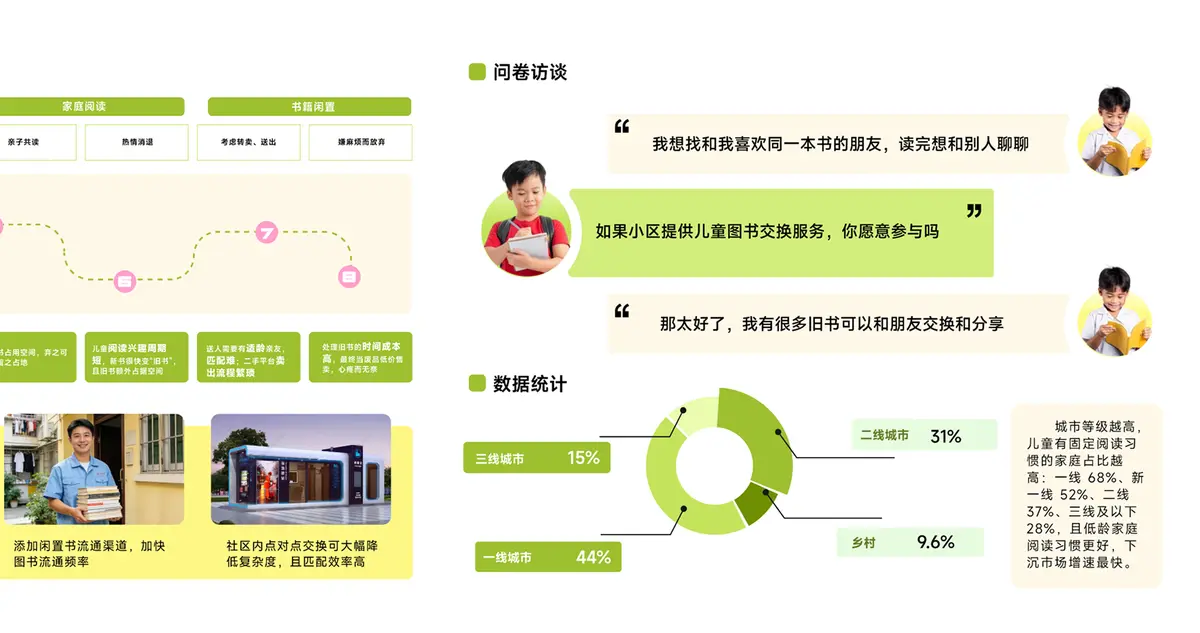 家庭阅读
书籍闲置
亲子共读
热情消退
考虑转卖、送出
嫌麻烦而放弃
6
7
8
占用空间,弃之可
之占地
儿童阅读兴趣周期
短,新书很快变“旧书”,
且旧书额外占据空间
送人需要有适龄亲友,
匹配难;二手平台卖
出流程繁琐
处理旧书的时间成本
高,最终当废品低价售
卖,心疼而无奈
添加闲置书流通渠道,加快
图书流通频率
社区内点对点交换可大幅降
低复杂度,且匹配效率高
问卷访谈
“
我想找和我喜欢同一本书的朋友,读完想和别人聊聊
如果小区提供儿童图书交换服务,你愿意参与吗
”
“
那太好了,我有很多旧书可以和朋友交换和分享
数据统计
三线城市 15%
一线城市 44%
二线城市 31%
乡村 9.6%
城市等级越高,
儿童有固定阅读习
惯的家庭占比越
高:一线 68%、新
一线 52%、二线
37%、三线及以下
28%,且低龄家庭
阅读习惯更好,下
沉市场增速最快。